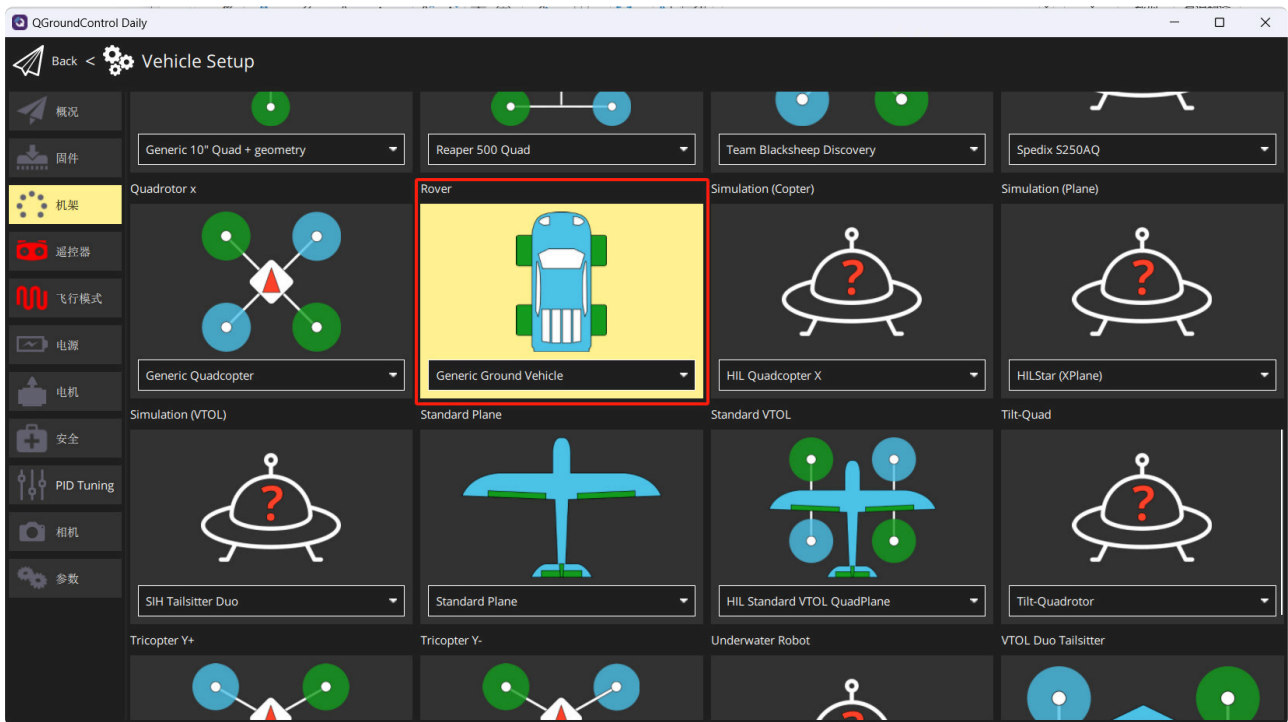 QGroundControl Daily
Back < Vehicle Setup
概况
固件
机架
遥控器
飞行模式
电源
电机
安全
PID Tuning
相机
参数
Generic 10" Quad + geometry
Reaper 500 Quad
Team Blacksheep Discovery
Spedix S250AQ
Quadrotor x
Rover
Simulation (Copter)
Simulation (Plane)
?
?
Generic Quadcopter
Generic Ground Vehicle
HIL Quadcopter X
HILStar (XPlane)
Simulation (VTOL)
Standard Plane
Standard VTOL
Tilt-Quad
?
?
SIH Tailsitter Duo
Standard Plane
HIL Standard VTOL QuadPlane
Tilt-Quadrotor
Tricopter Y+
Tricopter Y-
Underwater Robot
VTOL Duo Tailsitter